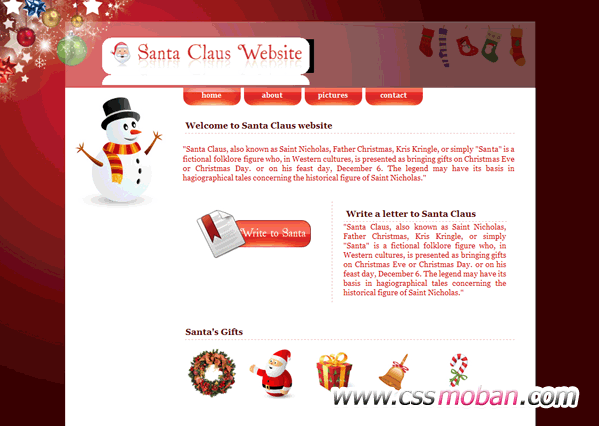 Santa Claus Website
home about pictures contact
Welcome to Santa Claus website
"Santa Claus, also known as Saint Nicholas, Father Christmas, Kris Kringle, or simply "Santa" is a
fictional folklore figure who, in Western cultures, is presented as bringing gifts on Christmas Eve
or Christmas Day. or on his feast day, December 6. The legend may have its basis in
hagiographical tales concerning the historical figure of Saint Nicholas."
Write to Santa
Write a letter to Santa Claus
"Santa Claus, also known as Saint Nicholas,
Father Christmas, Kris Kringle, or simply
"Santa" is a fictional folklore figure who, in
Western cultures, is presented as bringing gifts
on Christmas Eve or Christmas Day. or on his
feast day, December 6. The legend may have its
basis in hagiographical tales concerning the
historical figure of Saint Nicholas."
Santa's Gifts
www.cssmoban.com